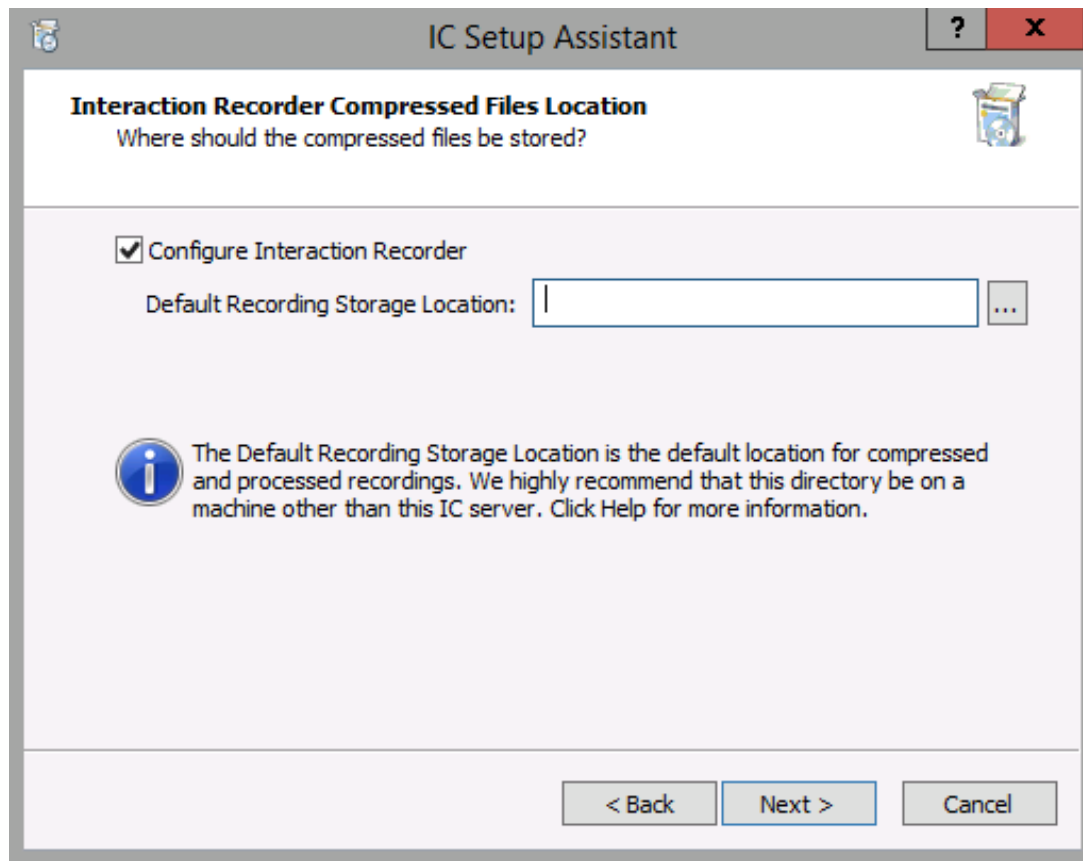 IC Setup Assistant
?
x
Interaction Recorder Compressed Files Location
Where should the compressed files be stored?
Configure Interaction Recorder
Default Recording Storage Location:
...
The Default Recording Storage Location is the default location for compressed
and processed recordings. We highly recommend that this directory be on a
machine other than this IC server. Click Help for more information.
< Back
Next >
Cancel